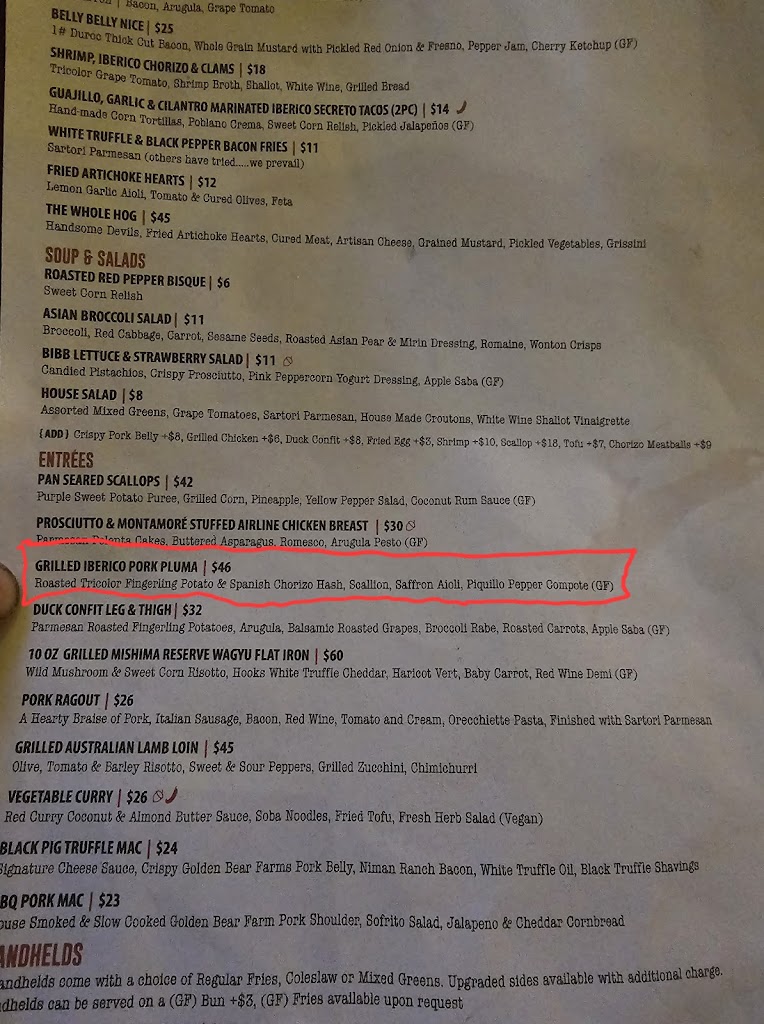 Bacon, Arugula, Grape Tomato
BELLY BELLY NICE | $25
1# Duroc Thick Cut Bacon, Whole Grain Mustard with Pickled Red Onion & Fresno, Pepper Jam, Cherry Ketchup (GF)
SHRIMP, IBERICO CHORIZO & CLAMS | $18
Tricolor Grape Tomato, Shrimp Broth, Shallot, White Wine, Grilled Bread
GUAJILLO, GARLIC & CILANTRO MARINATED IBERICO SECRETO TACOS (2PC) | $14
Hand-made Corn Tortillas, Poblano Crema, Sweet Corn Relish, Pickled Jalapeños (GF)
WHITE TRUFFLE & BLACK PEPPER BACON FRIES | $11
Sartori Parmesan (others have tried.....we prevail)
FRIED ARTICHOKE HEARTS | $12
Lemon Garlic Aioli, Tomato & Cured Olives, Feta
THE WHOLE HOG | $45
Handsome Devils, Fried Artichoke Hearts, Cured Meat, Artisan Cheese, Grained Mustard, Pickled Vegetables, Grissini
SOUP & SALADS
ROASTED RED PEPPER BISQUE | $6
Sweet Corn Relish
ASIAN BROCCOLI SALAD | $11
Broccoli, Red Cabbage, Carrot, Sesame Seeds, Roasted Asian Pear & Mirin Dressing, Romaine, Wonton Crisps
BIBB LETTUCE & STRAWBERRY SALAD | $11
Candied Pistachios, Crispy Prosciutto, Pink Peppercorn Yogurt Dressing, Apple Saba (GF)
HOUSE SALAD | $8
Assorted Mixed Greens, Grape Tomatoes, Sartori Parmesan, House Made Croutons, White Wine Shallot Vinaigrette
{ADD} Crispy Pork Belly +$8, Grilled Chicken +$6, Duck Confit +$8, Fried Egg +$3, Shrimp +$10, Scallop +$18, Tofu +$7, Chorizo Meatballs +$9
ENTRÉES
PAN SEARED SCALLOPS | $42
Purple Sweet Potato Puree, Grilled Corn, Pineapple, Yellow Pepper Salad, Coconut Rum Sauce (GF)
PROSCIUTTO & MONTAMORÉ STUFFED AIRLINE CHICKEN BREAST | $30
Parmesan Polenta Cakes, Buttered Asparagus, Romesco, Arugula Pesto (GF)
GRILLED IBERICO PORK PLUMA | $46
Roasted Tricolor Fingerling Potato & Spanish Chorizo Hash, Scallion, Saffron Aioli, Piquillo Pepper Compote (GF)
DUCK CONFIT LEG & THIGH | $32
Parmesan Roasted Fingerling Potatoes, Arugula, Balsamic Roasted Grapes, Broccoli Rabe, Roasted Carrots, Apple Saba (GF)
10 OZ GRILLED MISHIMA RESERVE WAGYU FLAT IRON | $60
Wild Mushroom & Sweet Corn Risotto, Hooks White Truffle Cheddar, Haricot Vert, Baby Carrot, Red Wine Demi (GF)
PORK RAGOUT | $26
A Hearty Braise of Pork, Italian Sausage, Bacon, Red Wine, Tomato and Cream, Orecchiette Pasta, Finished with Sartori Parmesan
GRILLED AUSTRALIAN LAMB LOIN | $45
Olive, Tomato & Barley Risotto, Sweet & Sour Peppers, Grilled Zucchini, Chimichurri
VEGETABLE CURRY | $26
Red Curry Coconut & Almond Butter Sauce, Soba Noodles, Fried Tofu, Fresh Herb Salad (Vegan)
BLACK PIG TRUFFLE MAC | $24
Signature Cheese Sauce, Crispy Golden Bear Farms Pork Belly, Niman Ranch Bacon, White Truffle Oil, Black Truffle Shavings
BQ PORK MAC | $23
ouse Smoked & Slow Cooked Golden Bear Farm Pork Shoulder, Sofrito Salad, Jalapeno & Cheddar Cornbread
ANDHELDS
andhelds come with a choice of Regular Fries, Coleslaw or Mixed Greens. Upgraded sides available with additional charge.
dhelds can be served on a (GF) Bun +$3, (GF) Fries available upon request